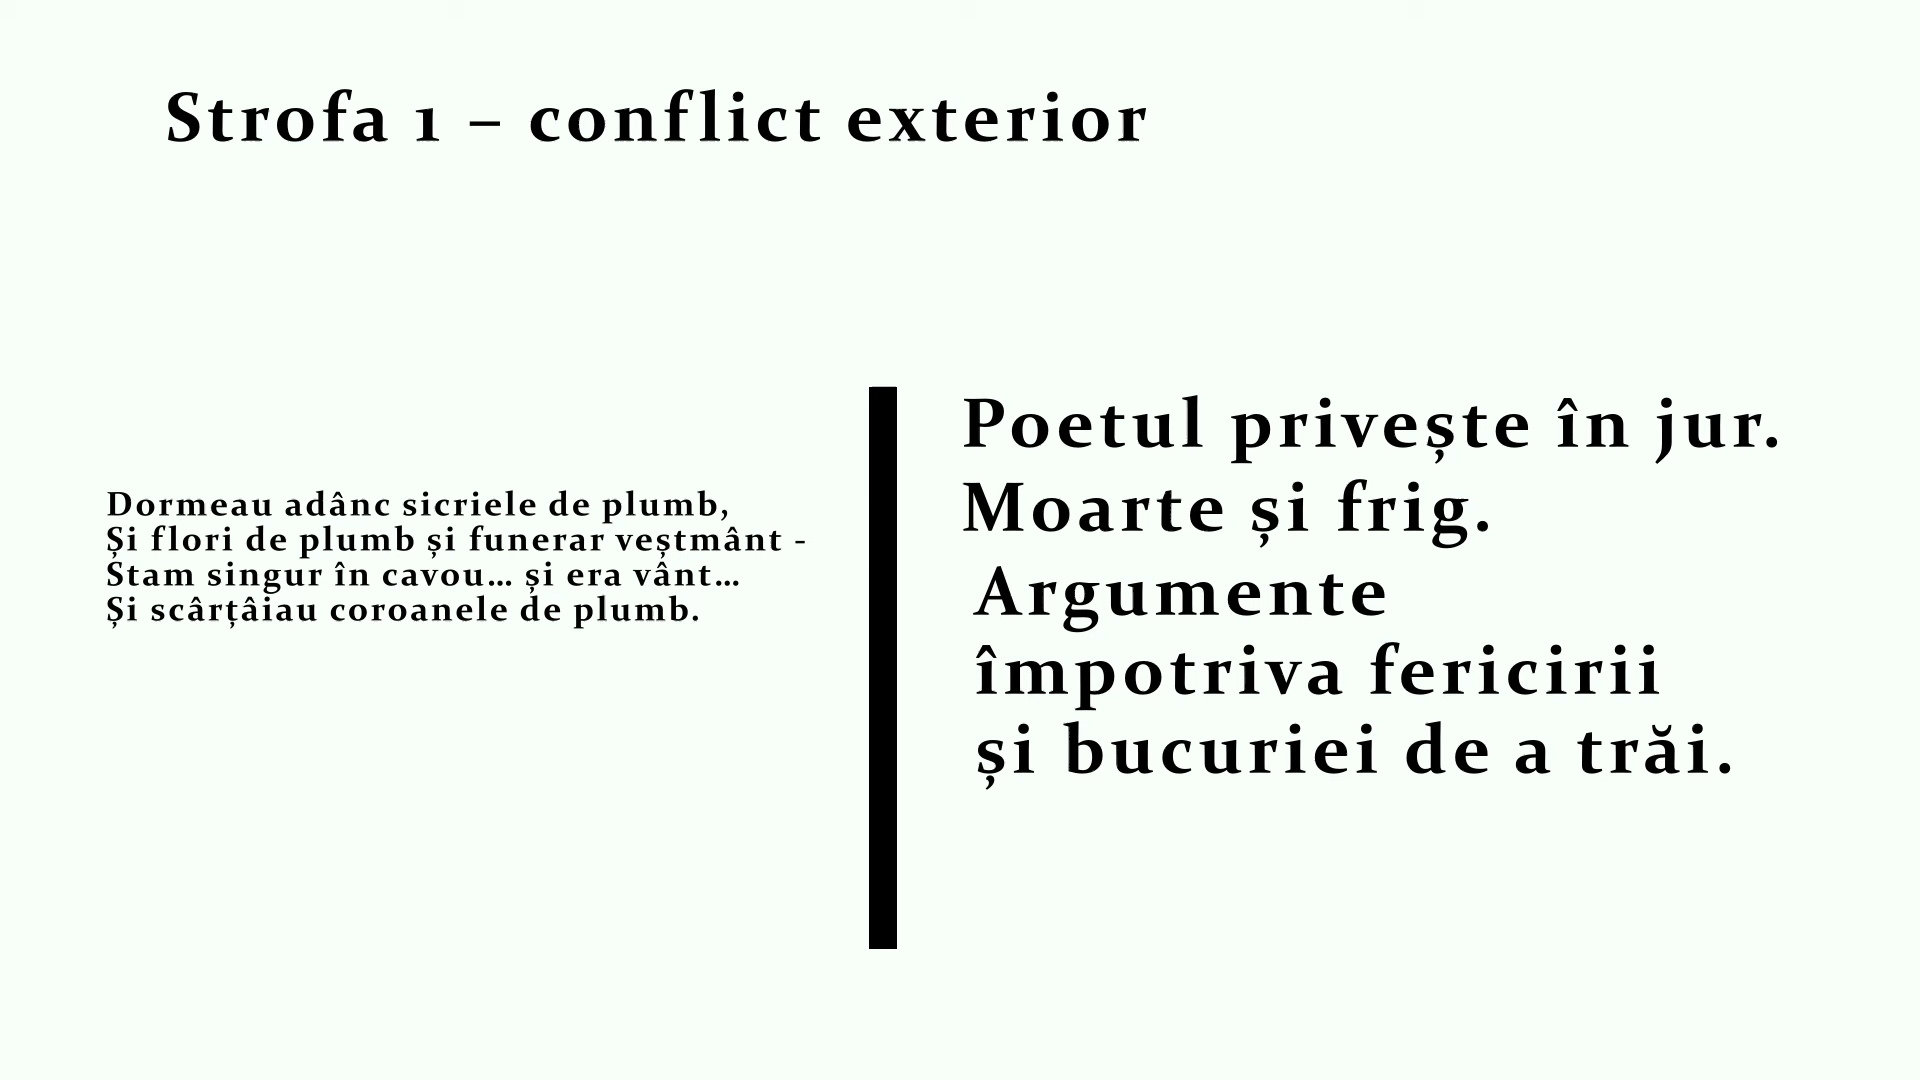 Strofa 1 – conflict exterior
Dormeau adânc sicriele de plumb,
Și flori de plumb și funerar veștmânt -
Stam singur în cavou... și era vânt...
Și scârțâiau coroanele de plumb.
Poetul privește în jur.
Moarte și frig.
Argumente
împotriva fericirii
și bucuriei de a trăi.